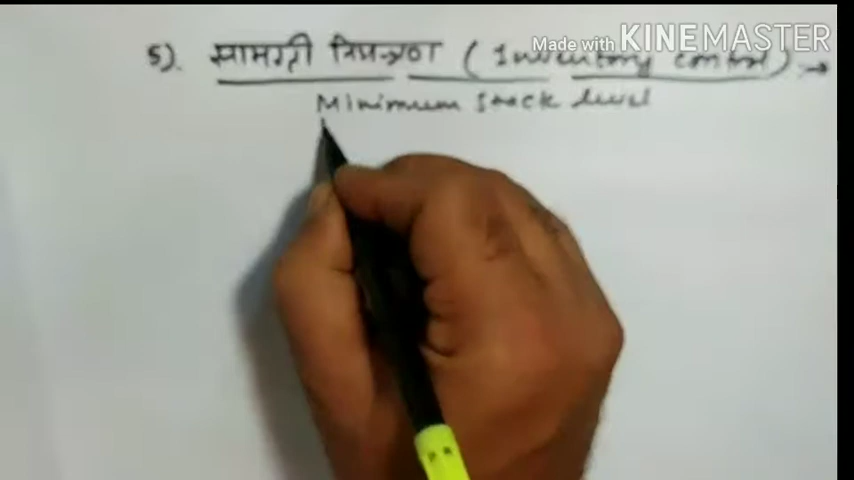 Made with KINEMASTER
5). सामग्री नियन्त्रण (Inventory control) →
Minimum Stock level